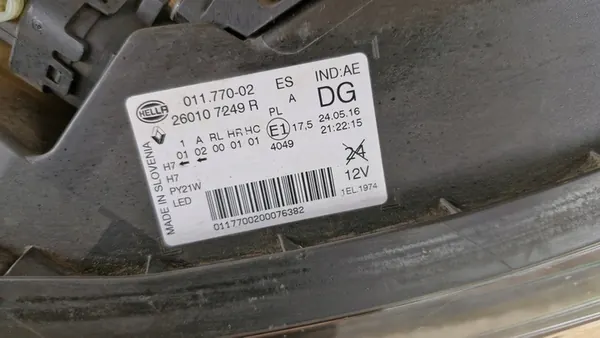 HELLA 011.770-02 ES IND:AE
26010 7249 R A DG
PL
1 A RL HR HC E1 17,5 24.05.16
01 02 00 01 01 21:22:15
4049
H7
H7
PY21W
LED
24
12V
1EL.1974
MADE IN SLOVENIA
0117700200076382